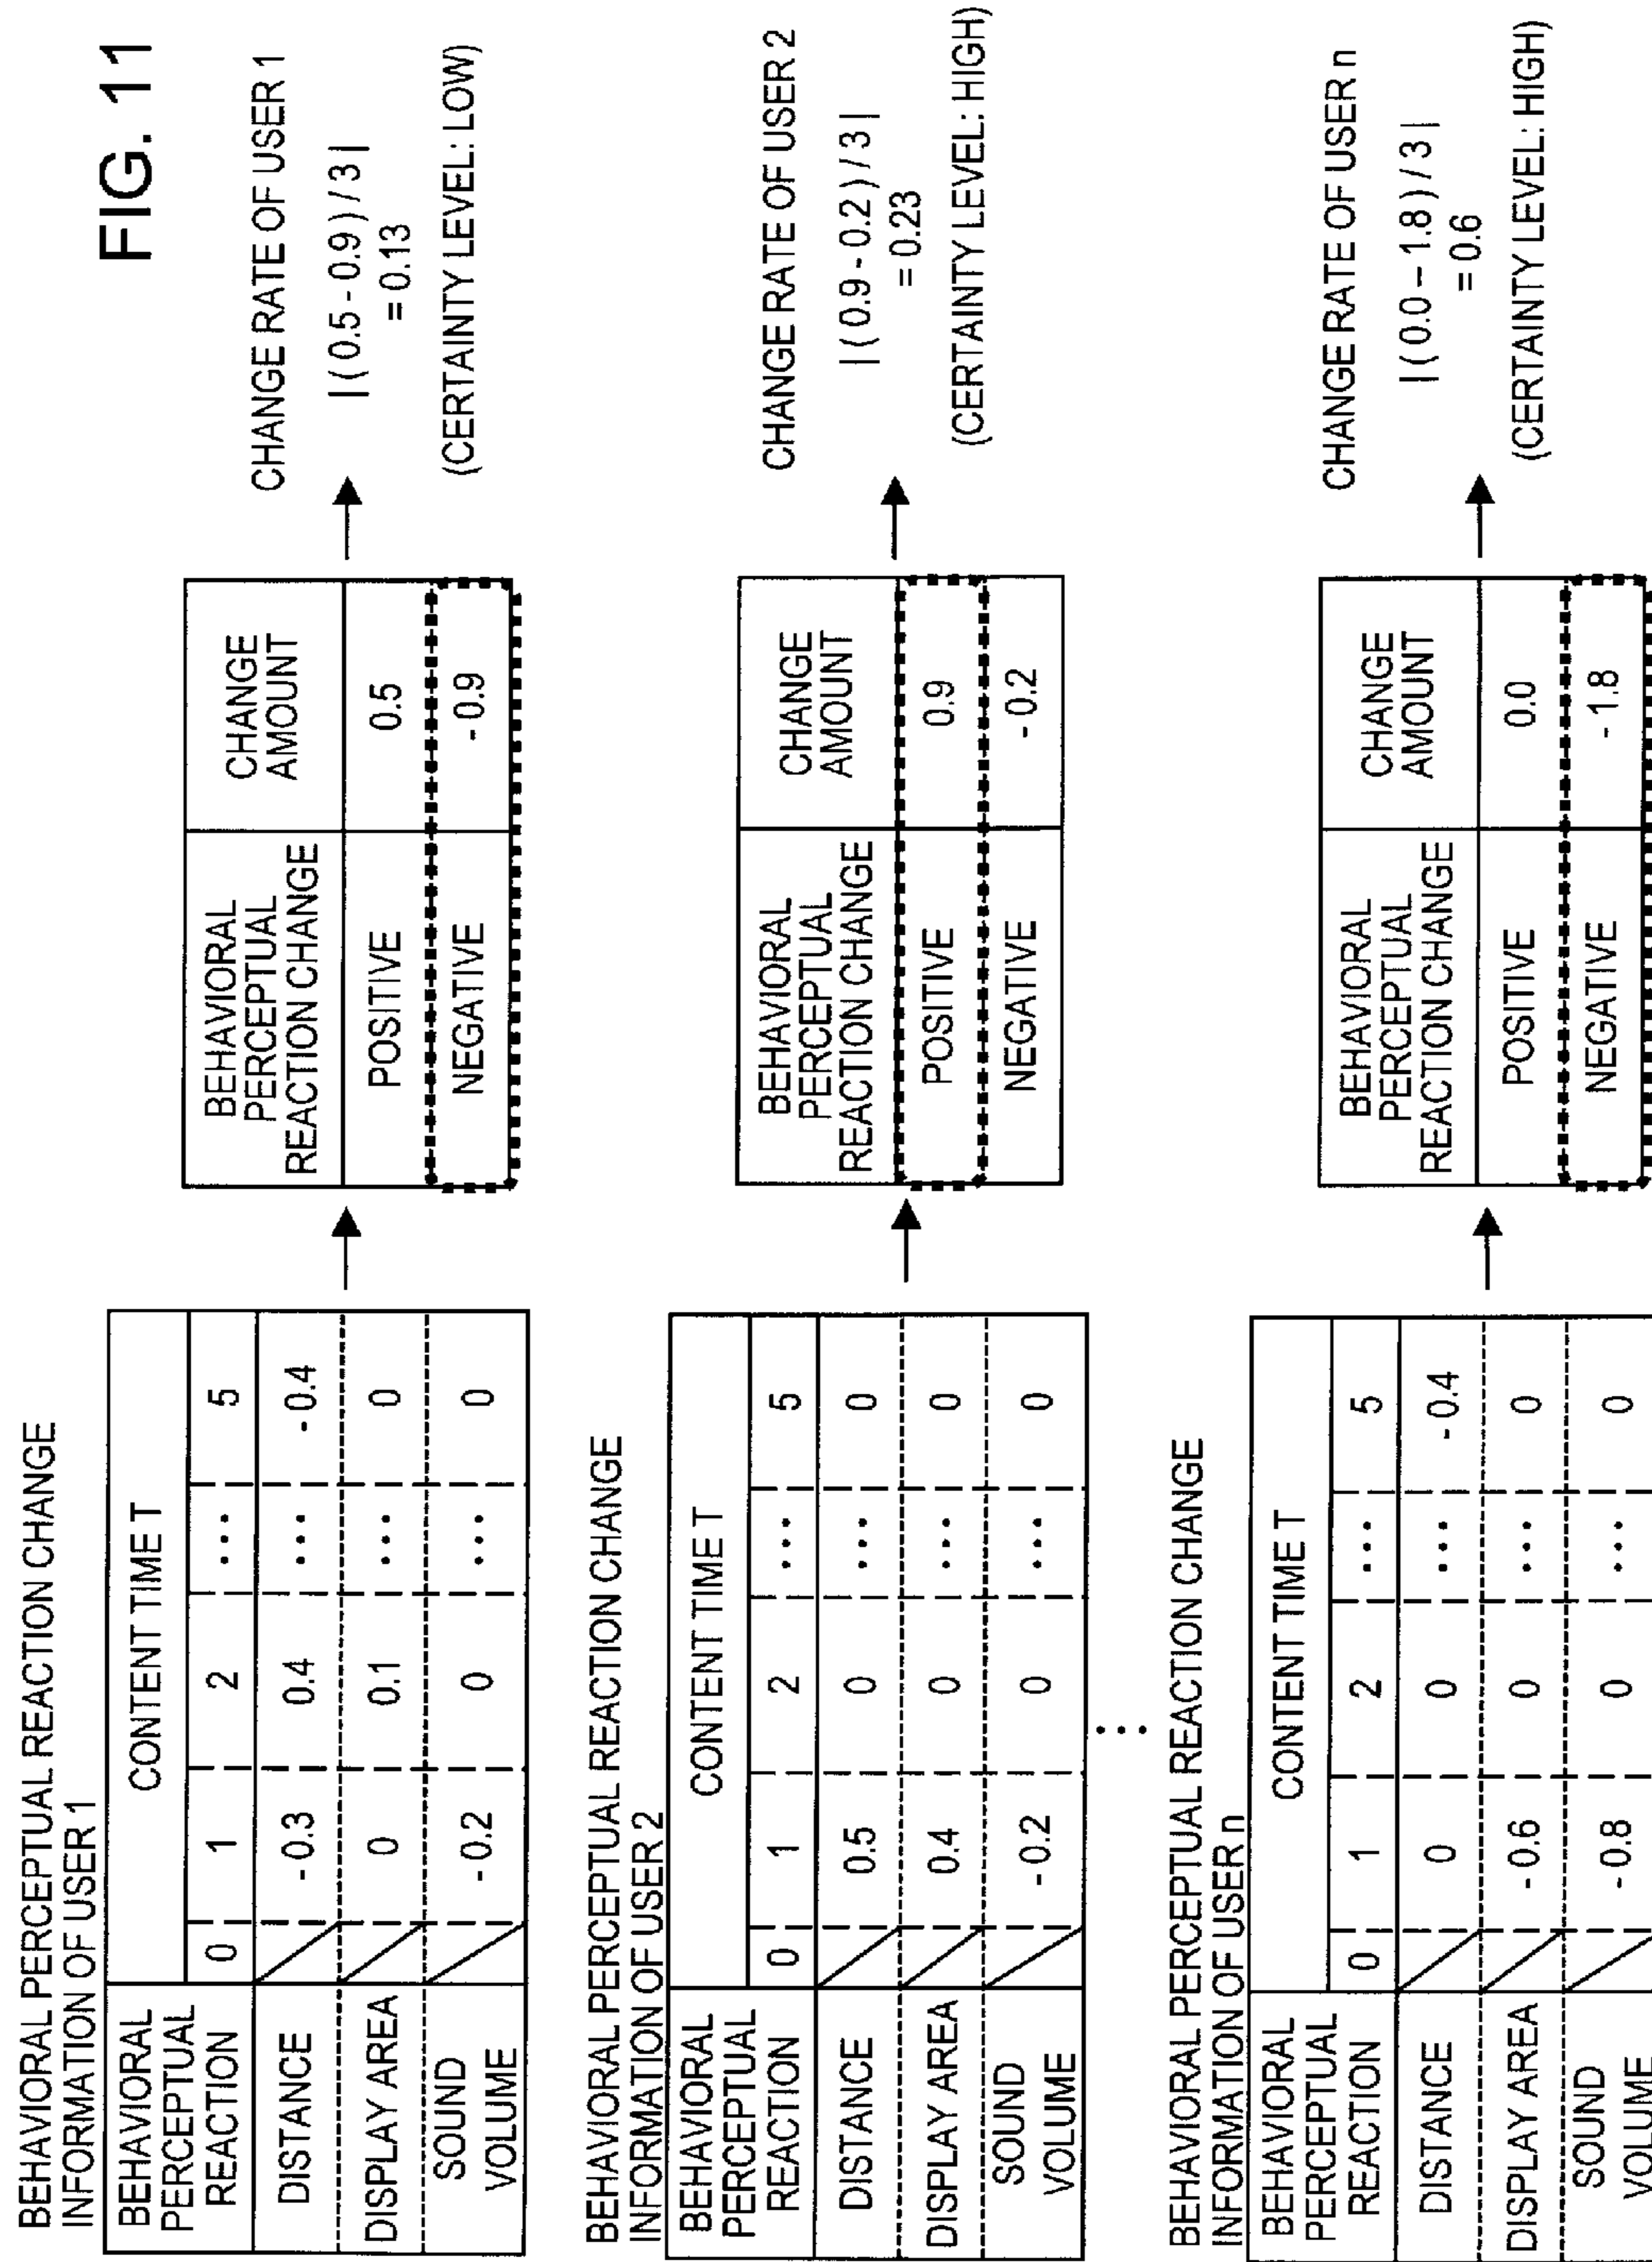 FIG. 11
BEHAVIORAL PERCEPTUAL REACTION CHANGE
INFORMATION OF USER 1
BEHAVIORAL
PERCEPTUAL
REACTION
CONTENT TIME T
0 1 2 ... 5
DISTANCE -0.3 0.4 ... -0.4
DISPLAY AREA 0 0.1 ... 0
SOUND
VOLUME
-0.2 0 ... 0
BEHAVIORAL
PERCEPTUAL
REACTION CHANGE
CHANGE
AMOUNT
POSITIVE 0.5
NEGATIVE -0.9
CHANGE RATE OF USER 1
|(0.5-0.9)/3|
= 0.13
(CERTAINTY LEVEL: LOW)
BEHAVIORAL PERCEPTUAL REACTION CHANGE
INFORMATION OF USER 2
BEHAVIORAL
PERCEPTUAL
REACTION
CONTENT TIME T
0 1 2 ... 5
DISTANCE 0.5 0 ... 0
DISPLAY AREA 0.4 0 ... 0
SOUND
VOLUME
-0.2 0 ... 0
BEHAVIORAL
PERCEPTUAL
REACTION CHANGE
CHANGE
AMOUNT
POSITIVE 0.9
NEGATIVE -0.2
CHANGE RATE OF USER 2
|(0.9-0.2)/3|
= 0.23
(CERTAINTY LEVEL: HIGH)
...
BEHAVIORAL PERCEPTUAL REACTION CHANGE
INFORMATION OF USER n
BEHAVIORAL
PERCEPTUAL
REACTION
CONTENT TIME T
0 1 2 ... 5
DISTANCE 0 0 ... -0.4
DISPLAY AREA -0.6 0 ... 0
SOUND
VOLUME
-0.8 0 ... 0
BEHAVIORAL
PERCEPTUAL
REACTION CHANGE
CHANGE
AMOUNT
POSITIVE 0.0
NEGATIVE -1.8
CHANGE RATE OF USER n
|(0.0–1.8)/3|
= 0.6
(CERTAINTY LEVEL: HIGH)